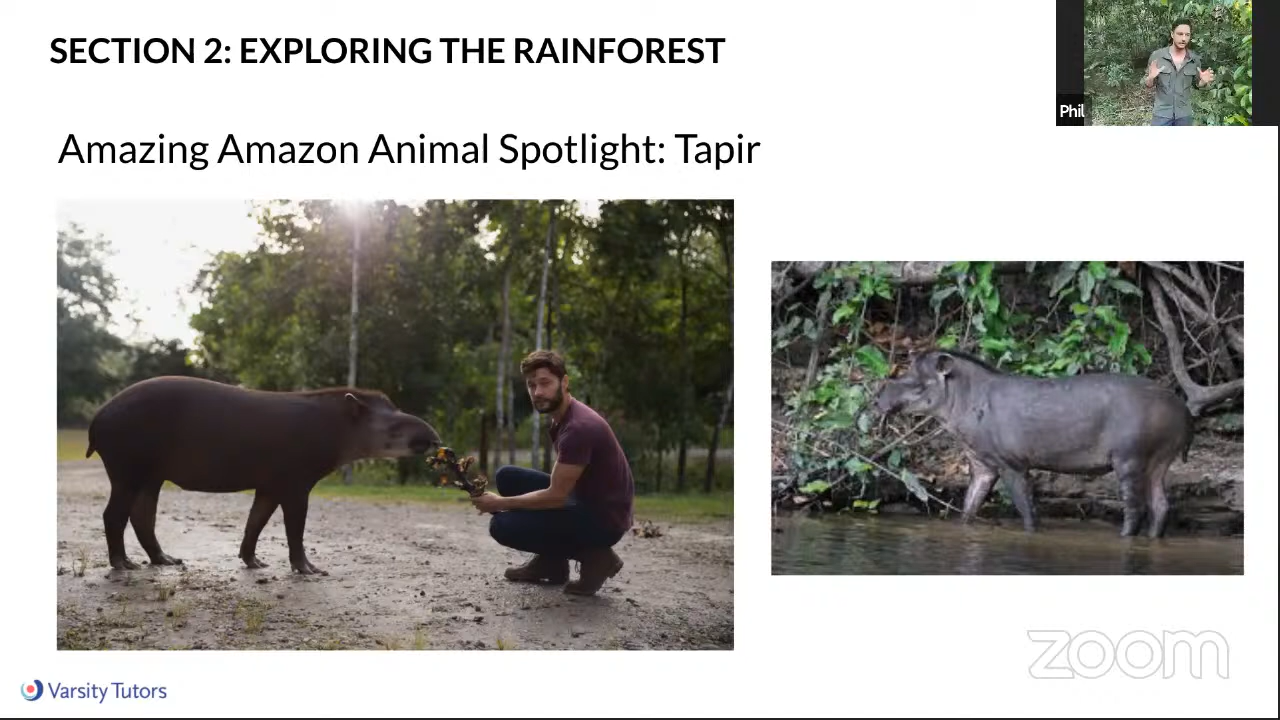 SECTION 2: EXPLORING THE RAINFOREST
Phil
Amazing Amazon Animal Spotlight: Tapir
zoom
Varsity Tutors